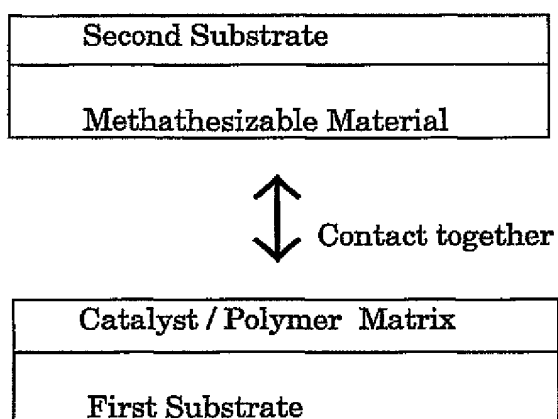 Second Substrate
Methathesizable Material
Contact together
Catalyst / Polymer Matrix
First Substrate